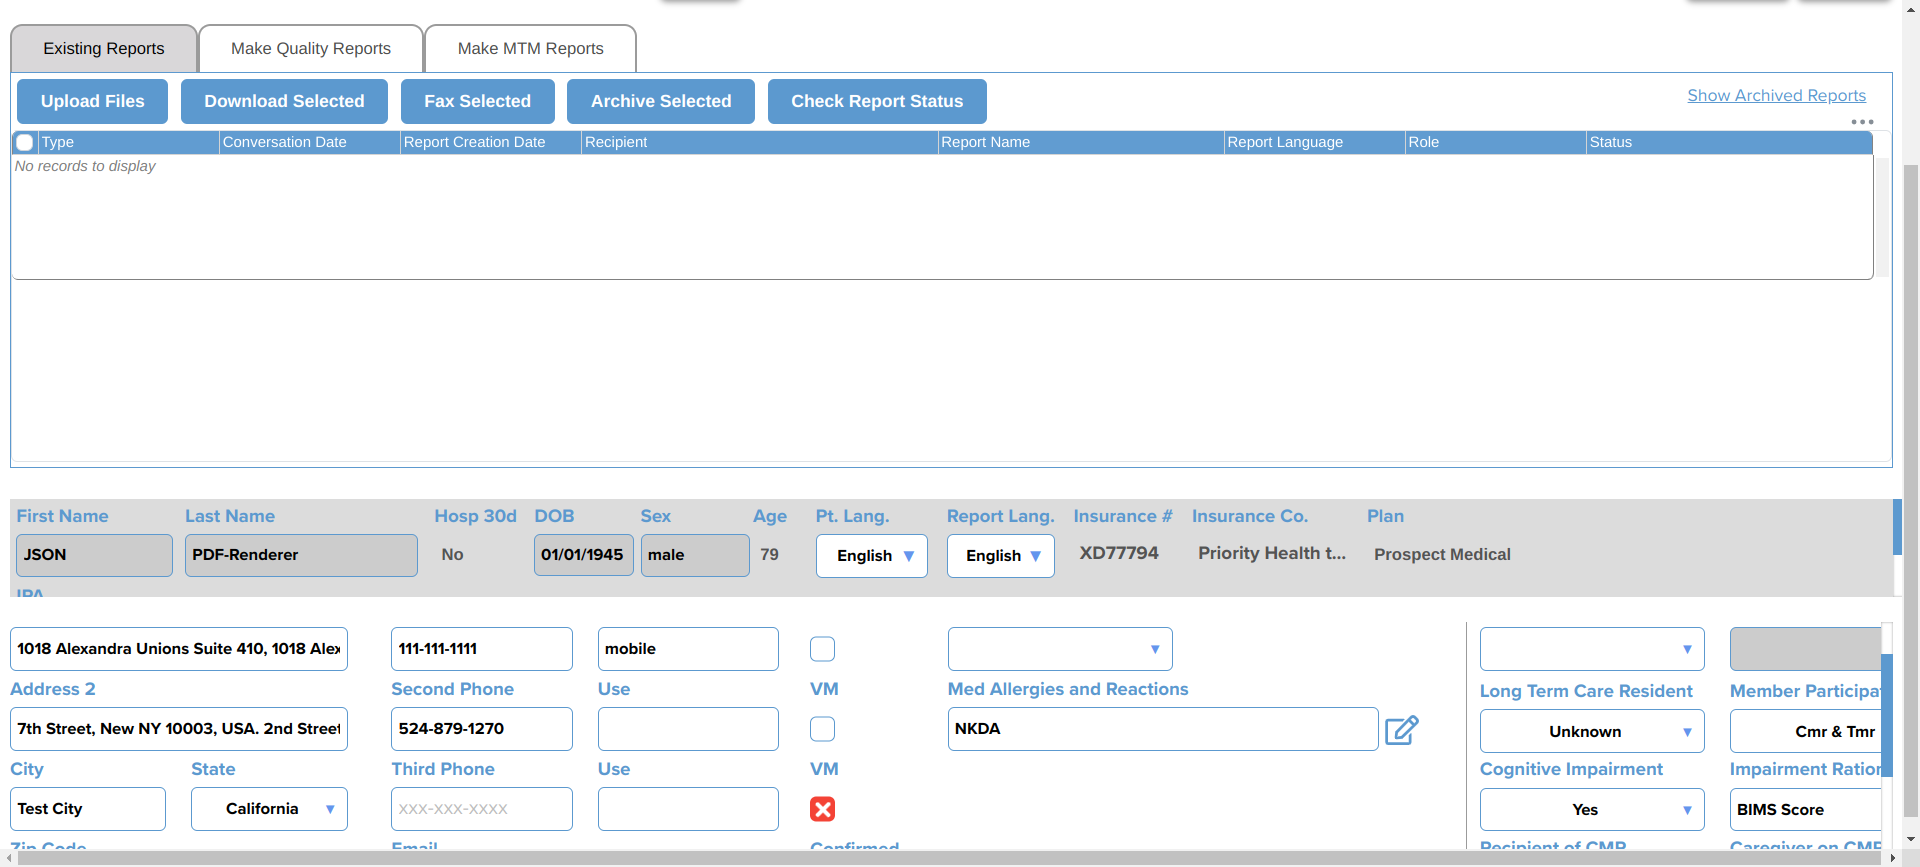 Existing Reports Make Quality Reports Make MTM Reports
Upload Files Download Selected Fax Selected Archive Selected Check Report Status Show Archived Reports
Type Conversation Date Report Creation Date Recipient Report Name Report Language Role Status
No records to display
First Name Last Name Hosp 30d DOB Sex Age Pt. Lang. Report Lang. Insurance # Insurance Co. Plan
JSON PDF-Renderer No 01/01/1945 male 79 English English XD77794 Priority Health t... Prospect Medical
IPA
1018 Alexandra Unions Suite 410, 1018 Alex 111-111-1111 mobile
Address 2 Second Phone Use VM Med Allergies and Reactions Long Term Care Resident Member Participa
7th Street, New NY 10003, USA. 2nd Street 524-879-1270 NKDA Unknown Cmr & Tmr
City State Third Phone Use VM Cognitive Impairment Impairment Ration
Test City California xxx-xxx-xxxx Yes BIMS Score
Zip Code Email Confirmed Recipient of CMR Caregiver on CMR